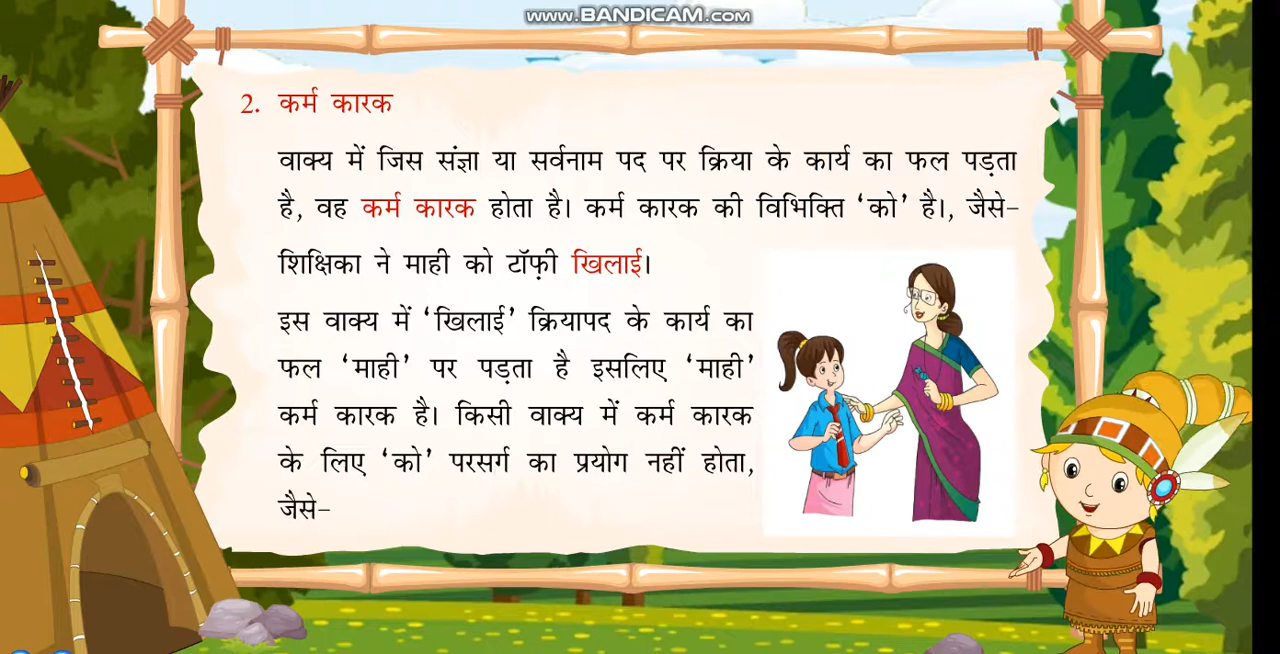 www.BANDICAM.com
2. कर्म कारक
वाक्य में जिस संज्ञा या सर्वनाम पद पर क्रिया के कार्य का फल पड़ता
है, वह कर्म कारक होता है। कर्म कारक की विभिक्ति ‘को’ है।, जैसे–
शिक्षिका ने माही को टॉफ़ी खिलाई।
इस वाक्य में ‘खिलाई’ क्रियापद के कार्य का
फल ‘माही’ पर पड़ता है इसलिए ‘माही’
कर्म कारक है। किसी वाक्य में कर्म कारक
के लिए ‘को’ परसर्ग का प्रयोग नहीं होता,
जैसे–